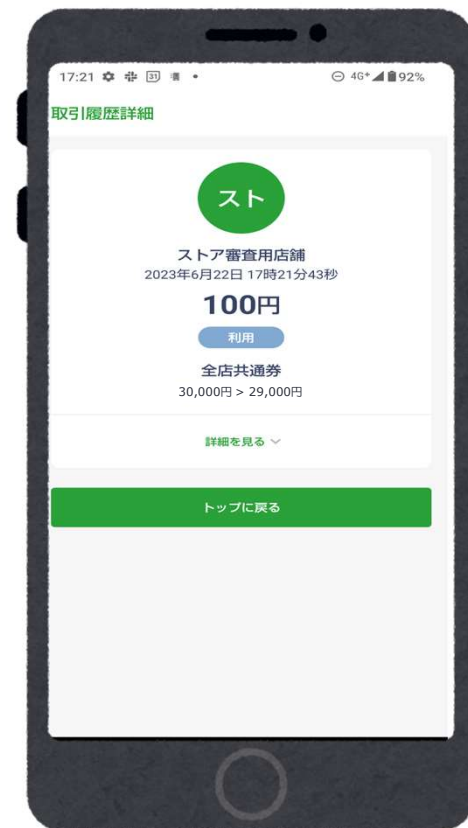 17:21 31 4G+ 92%
取引履歴詳細
スト
ストア審査用店舗
2023年6月22日 17時21分43秒
100円
利用
全店共通券
30,000円 > 29,000円
詳細を見る
トップに戻る